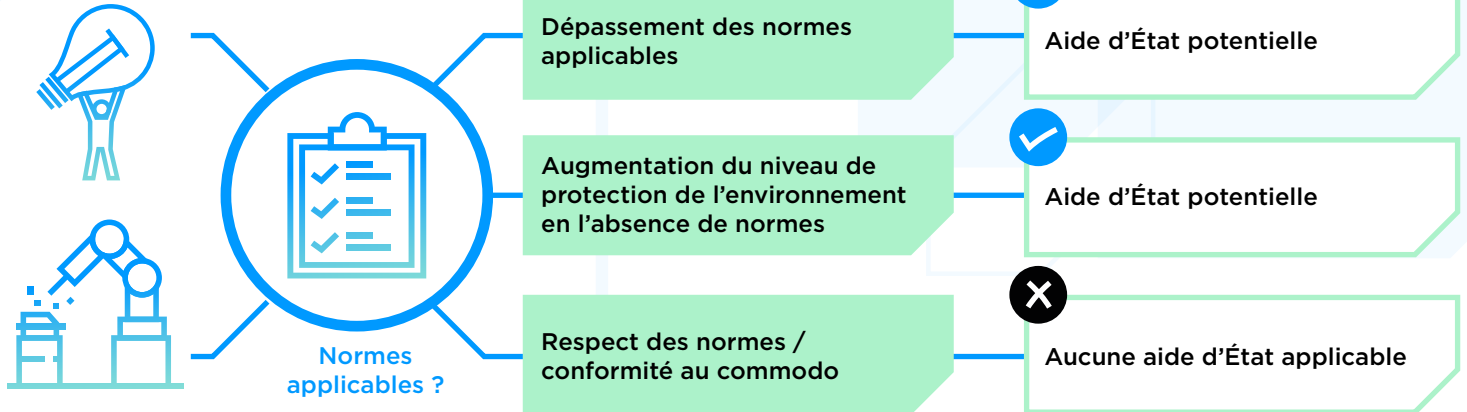 Dépassement des normes
applicables
Aide d’État potentielle
Augmentation du niveau de
protection de l’environnement
en l’absence de normes
Aide d’État potentielle
Normes
applicables ?
Respect des normes /
conformité au commodo
Aucune aide d’État applicable